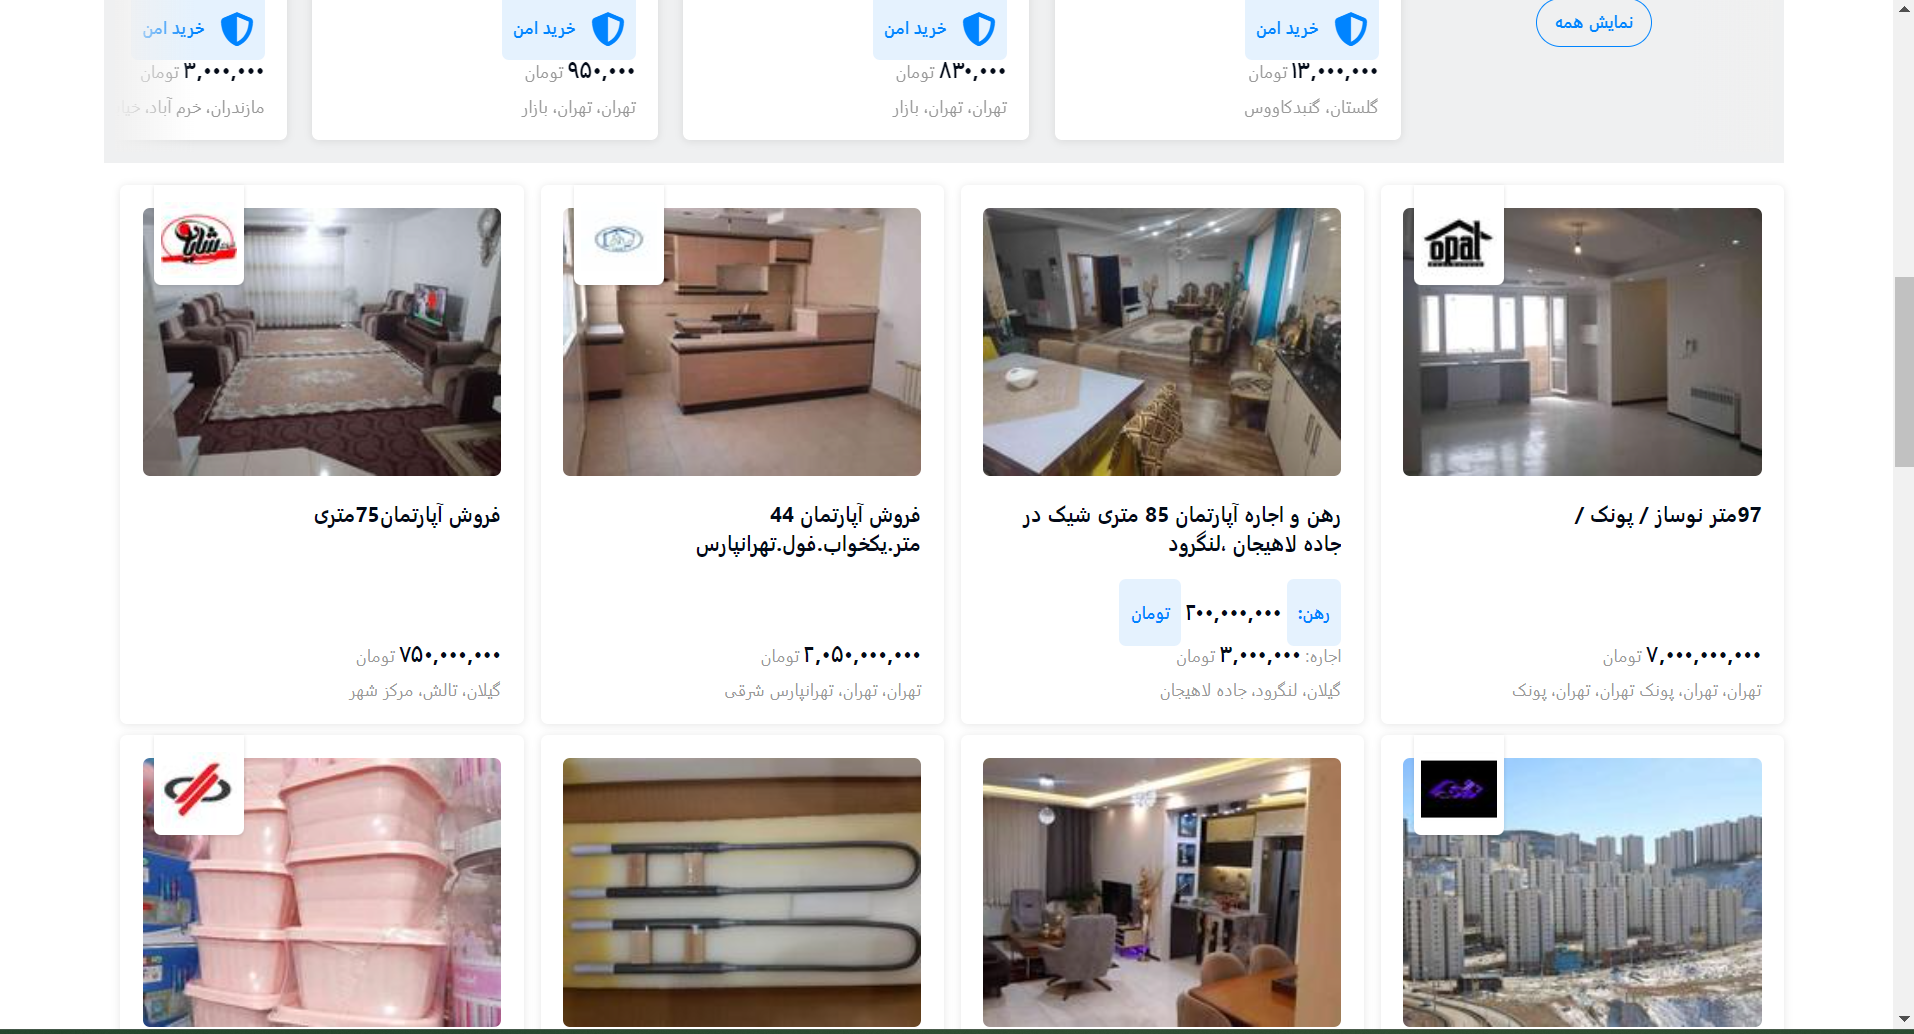 نمایش همه
خرید امن
۱۳,۰۰۰,۰۰۰ تومان
گلستان، گنبدکاووس
خرید امن
۸۳۰,۰۰۰ تومان
تهران، تهران، بازار
خرید امن
۹۵۰,۰۰۰ تومان
تهران، تهران، بازار
خرید امن
۳,۰۰۰,۰۰۰ تومان
مازندران، خرم آباد،
opal
97متر نوساز / پونک /
۷,۰۰۰,۰۰۰,۰۰۰ تومان
تهران، تهران، پونک تهران، تهران، پونک
رهن و اجاره آپارتمان 85 متری شیک در
جاده لاهیجان ،لنگرود
رهن: ۲۰۰,۰۰۰,۰۰۰ تومان
اجاره: ۳,۰۰۰,۰۰۰ تومان
گیلان، لنگرود، جاده لاهیجان
فروش آپارتمان 44
متر.یکخواب.فول.تهرانپارس
۲,۰۵۰,۰۰۰,۰۰۰ تومان
تهران، تهران، تهرانپارس شرقی
شایا
فروش آپارتمان75متری
۷۵۰,۰۰۰,۰۰۰ تومان
گیلان، تالش، مرکز شهر